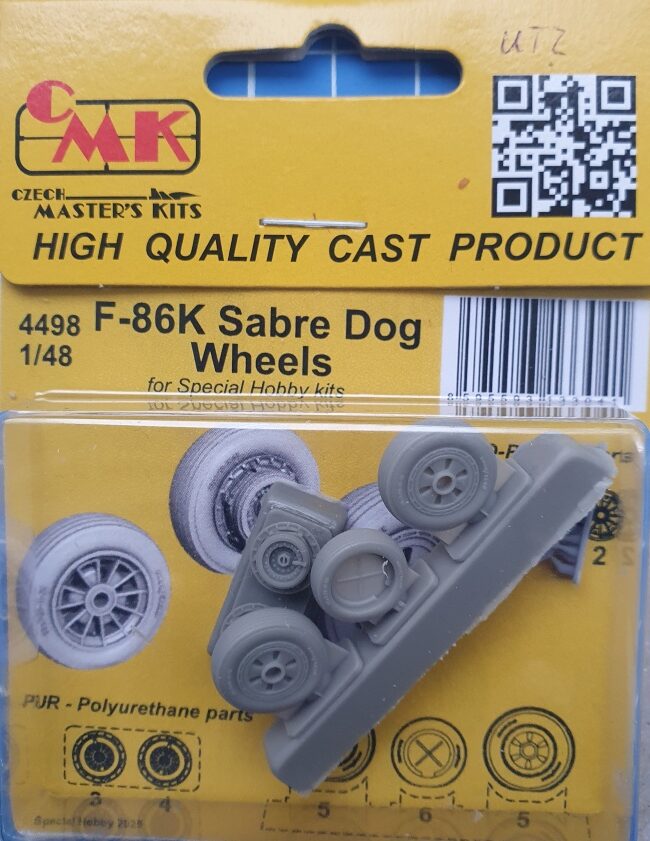 UTZ
CMK
CZECH
MASTER'S KITS
HIGH QUALITY CAST PRODUCT
4498 F-86K Sabre Dog
1/48 Wheels
for Special Hobby kits
2
PUR - Polyurethane parts
3 4 5 6 5
Special Hobby